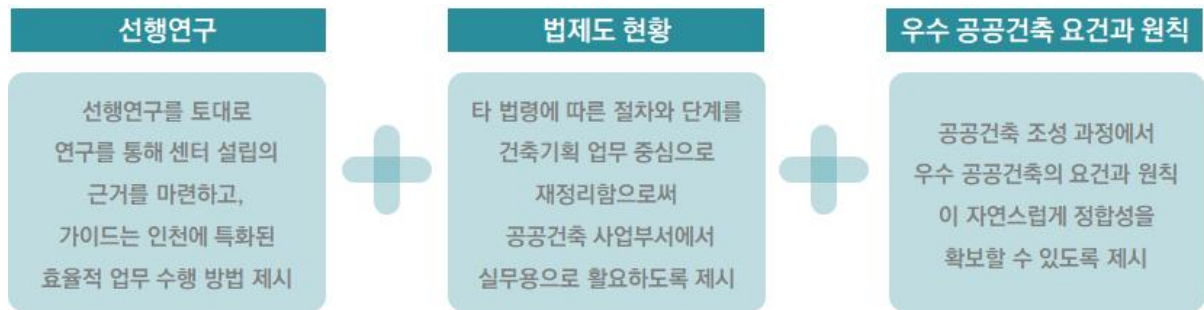 선행연구
선행연구를 토대로
연구를 통해 센터 설립의
근거를 마련하고,
가이드는 인천에 특화된
효율적 업무 수행 방법 제시
법제도 현황
타 법령에 따른 절차와 단계를
건축기획 업무 중심으로
재정리함으로써
공공건축 사업부서에서
실무용으로 활요하도록 제시
우수 공공건축 요건과 원칙
공공건축 조성 과정에서
우수 공공건축의 요건과 원칙
이 자연스럽게 정합성을
확보할 수 있도록 제시